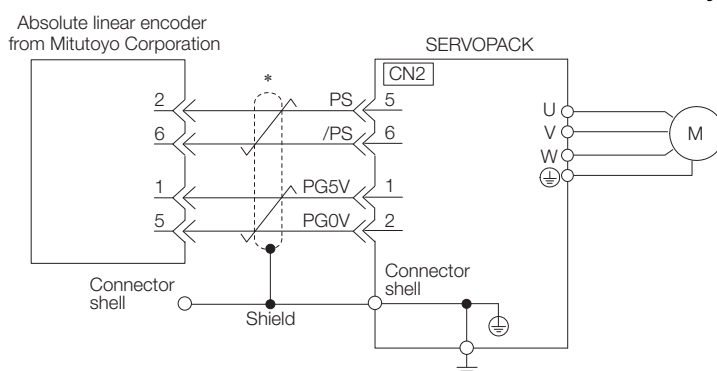 Absolute linear encoder
from Mitutoyo Corporation
SERVOPACK
CN2
*
2 PS 5
6 /PS 6
1 PG5V 1
5 PG0V 2
U
V
W
M
Connector
shell
Shield
Connector
shell